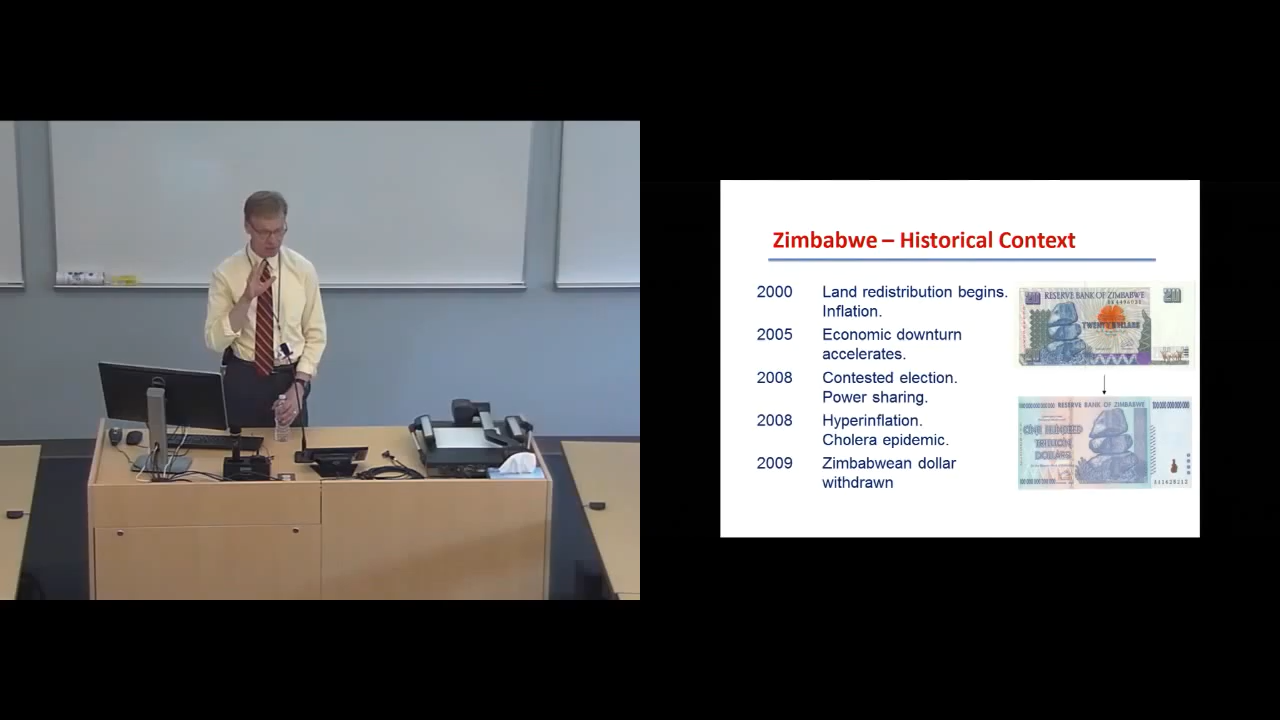 Zimbabwe – Historical Context
2000 Land redistribution begins.
Inflation.
2005 Economic downturn
accelerates.
2008 Contested election.
Power sharing.
2008 Hyperinflation.
Cholera epidemic.
2009 Zimbabwean dollar
withdrawn
20 RESERVE BANK OF ZIMBABWE 20
TWENTY DOLLARS
RESERVE BANK OF ZIMBABWE
ONE HUNDRED
TRILLION
DOLLARS